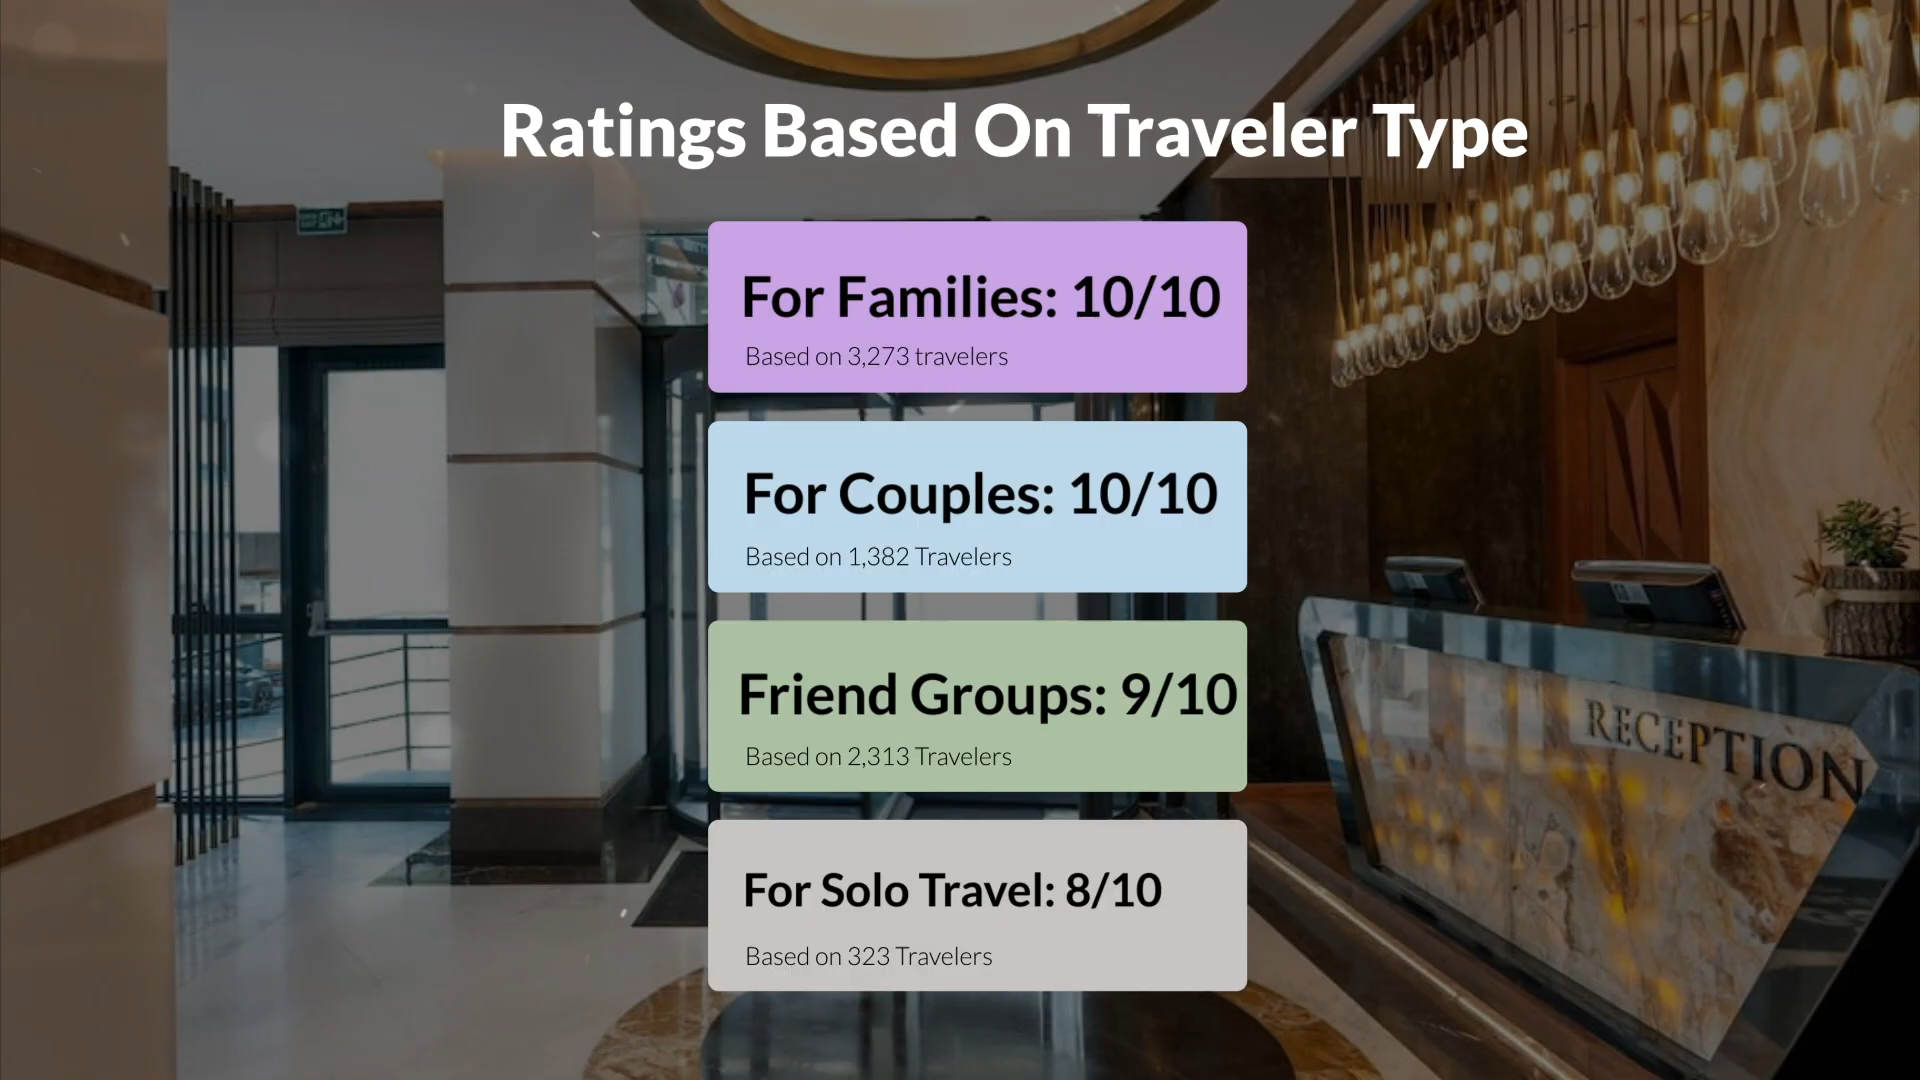 Ratings Based On Traveler Type
For Families: 10/10
Based on 3,273 travelers
For Couples: 10/10
Based on 1,382 Travelers
Friend Groups: 9/10
Based on 2,313 Travelers
For Solo Travel: 8/10
Based on 323 Travelers
RECEPTION